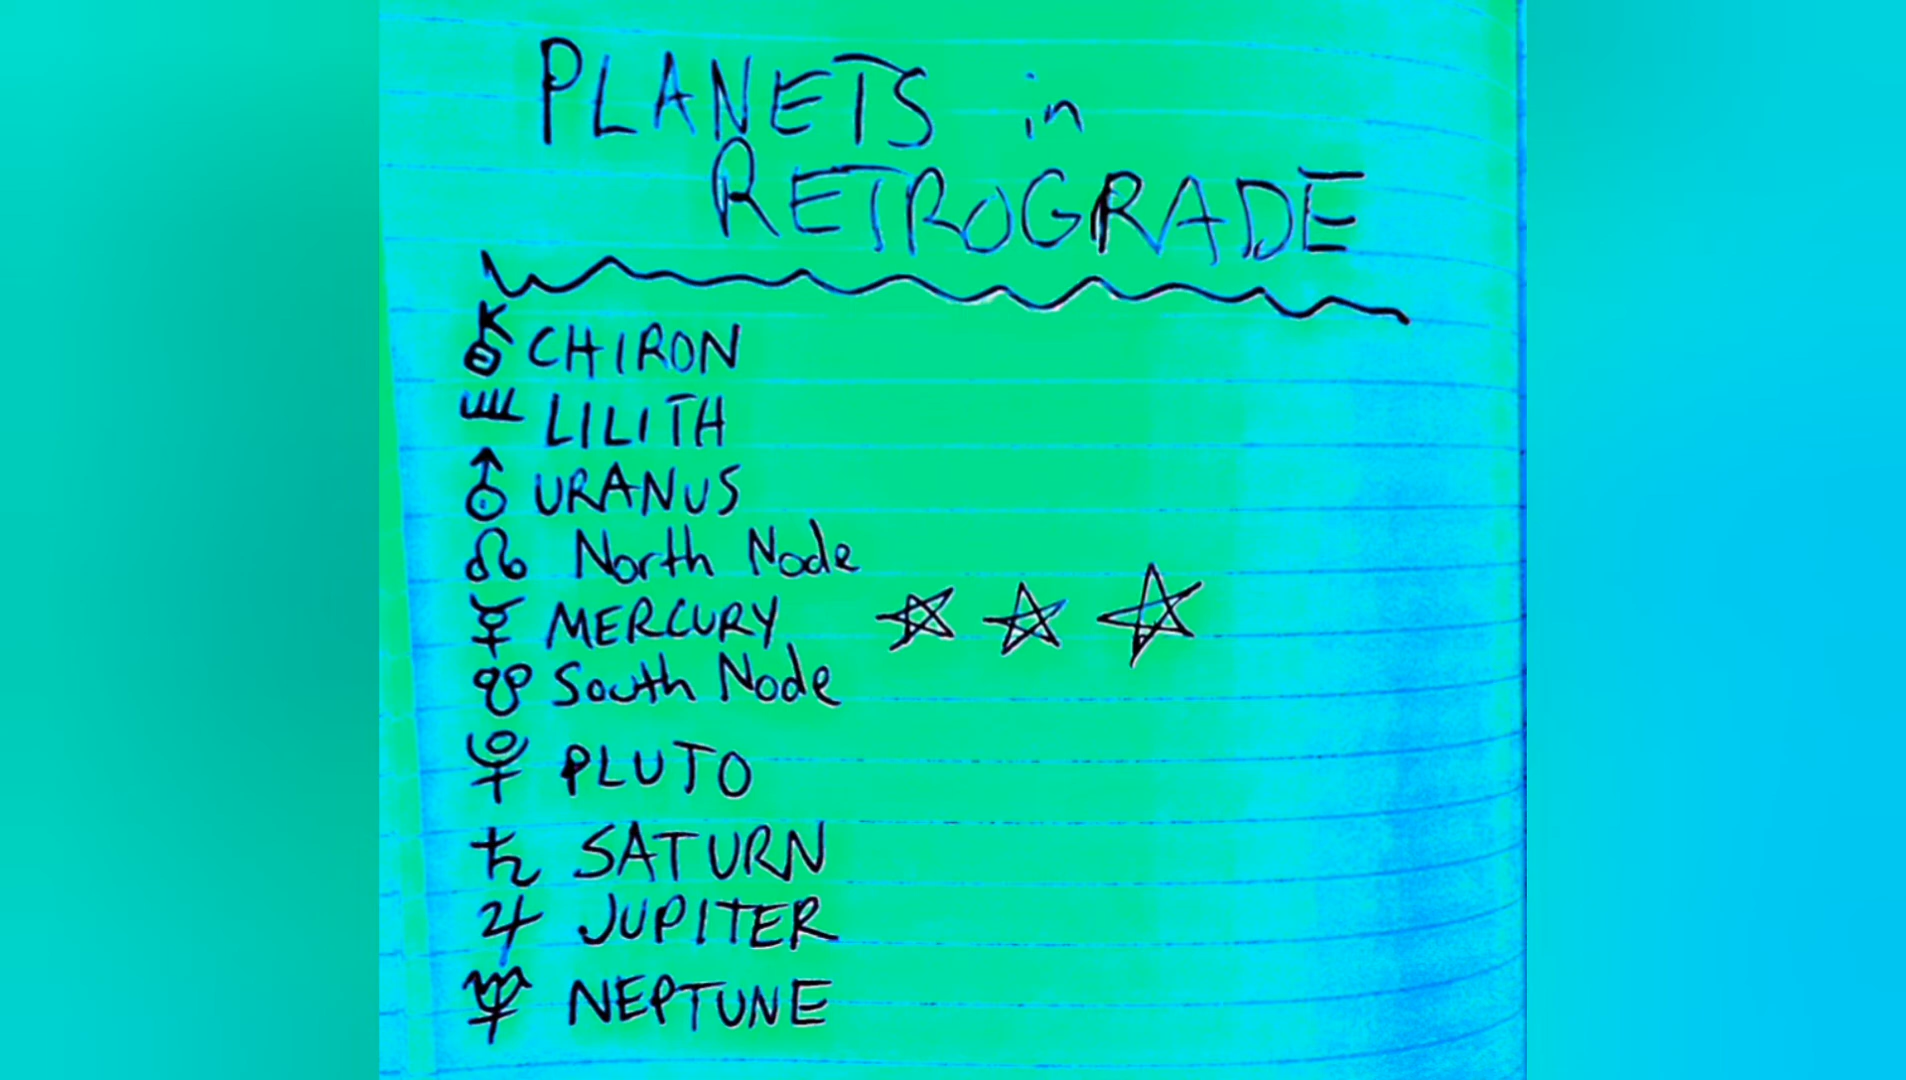 PLANETS in
RETROGRADE
⚷ CHIRON
LILITH
⛢ URANUS
☊ North Node
☿ MERCURY
☋ South Node
♇ PLUTO
♄ SATURN
♃ JUPITER
♆ NEPTUNE